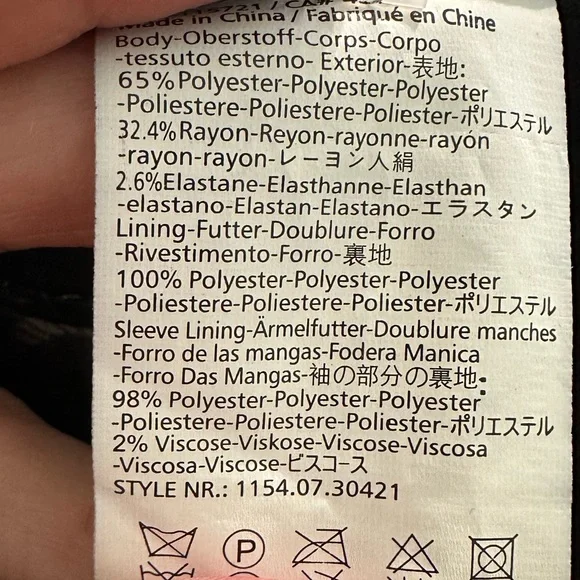 Made in China / Fabriqué en Chine
Body-Oberstoff-Corps-Corpo
-tessuto esterno- Exterior-表地:
65% Polyester-Polyester-Polyester
-Poliestere-Poliestere-Poliester-ポリエステル
32.4%Rayon-Reyon-rayonne-rayón
-rayon-rayon-レーヨン人絹
2.6%Elastane-Elasthanne-Elasthan
-elastano-Elastan-Elastano-エラスタン
Lining-Futter-Doublure-Forro
-Rivestimento-Forro-裏地
100% Polyester-Polyester-Polyester
-Poliestere-Poliestere-Poliester-ポリエステル
Sleeve Lining-Ärmelfutter-Doublure manches
-Forro de las mangas-Fodera Manica
-Forro Das Mangas-袖の部分の裏地:
98% Polyester-Polyester-Polyester
-Poliestere-Poliestere-Poliester-ポリエステル
2% Viscose-Viskose-Viscose-Viscosa
-Viscosa-Viscose-ビスコース
STYLE NR.: 1154.07.30421
P